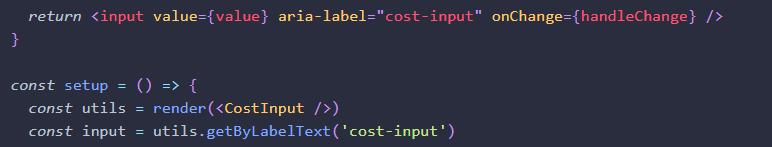 return <input value={value} aria-label="cost-input" onChange={handleChange} />
}
const setup = () => {
const utils = render(<CostInput />)
const input = utils.getByLabelText('cost-input')